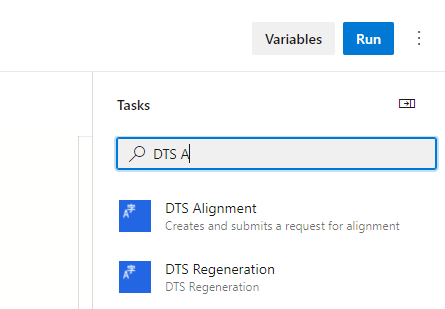 Variables Run
Tasks
DTS A
DTS Alignment
Creates and submits a request for alignment
DTS Regeneration
DTS Regeneration